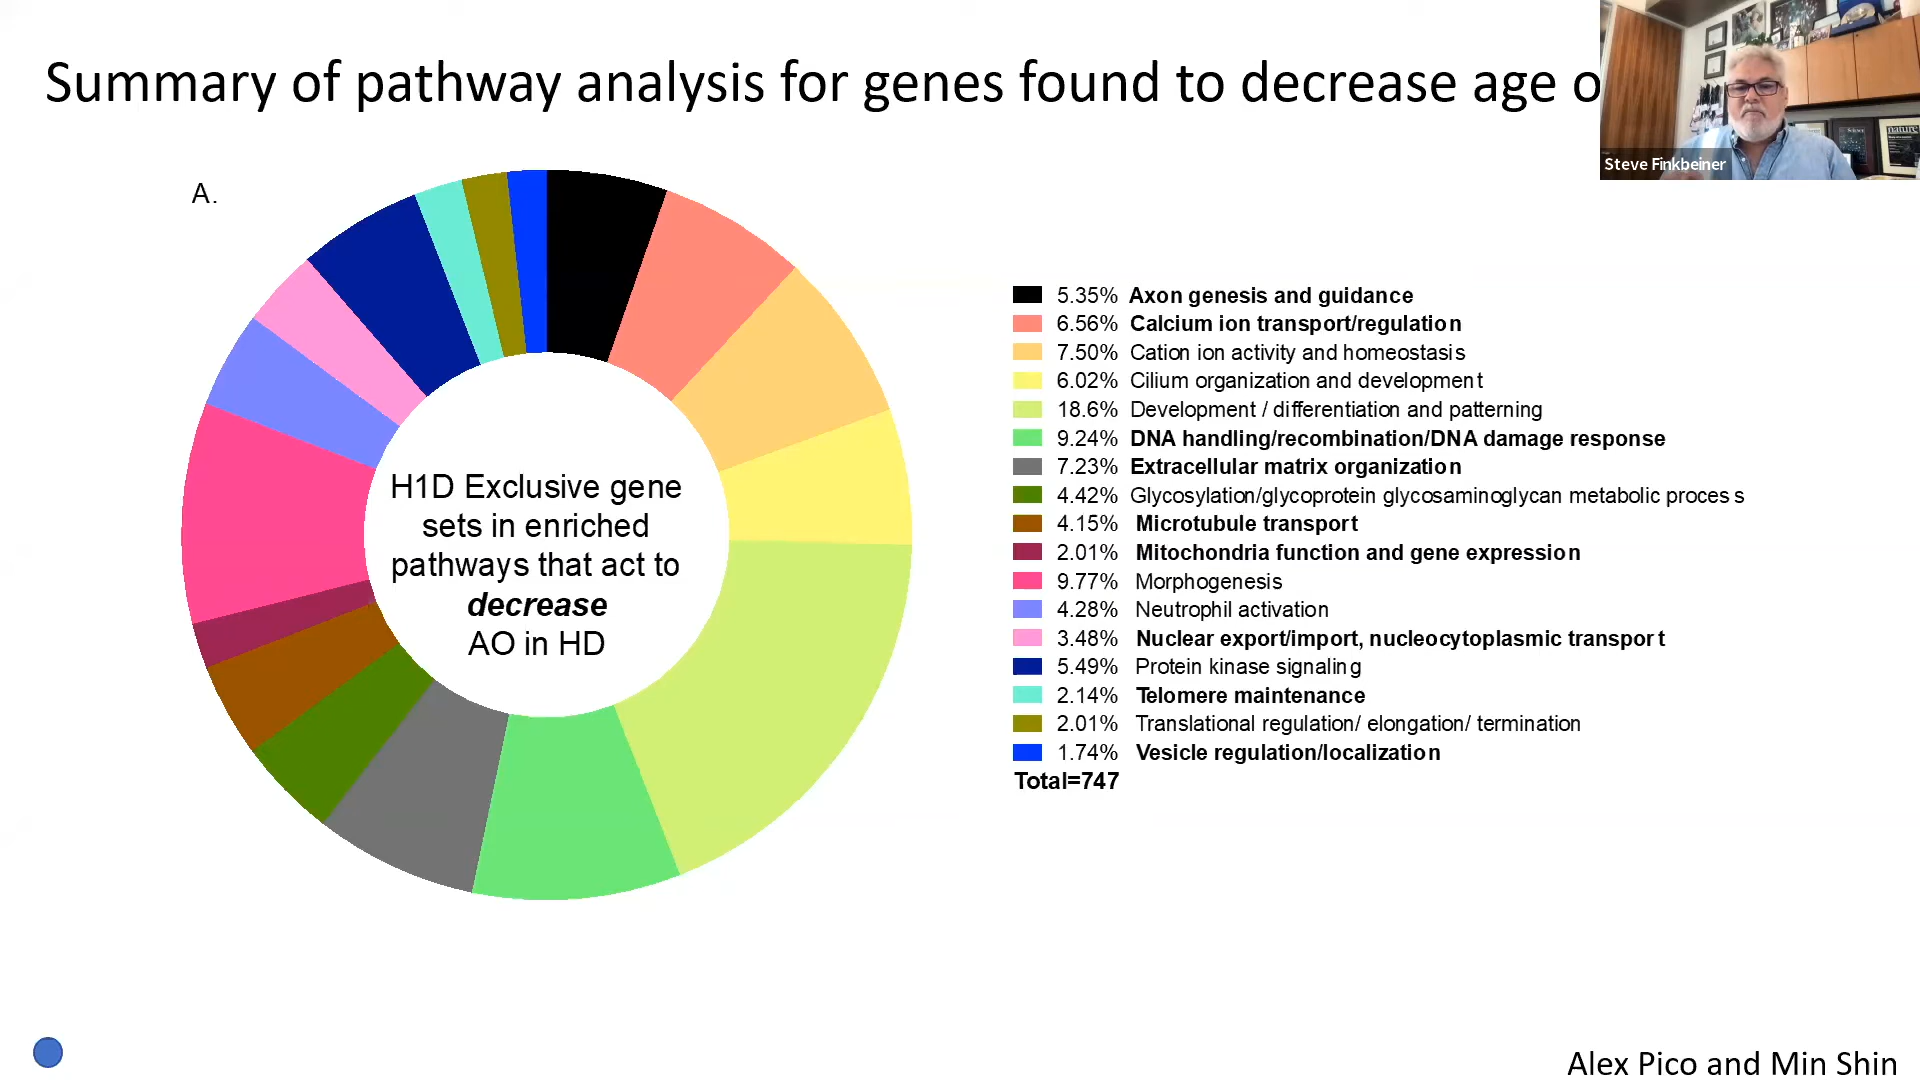 Summary of pathway analysis for genes found to decrease age o
Steve Finkbeiner
nature
A.
H1D Exclusive gene
sets in enriched
pathways that act to
decrease
AO in HD
5.35% Axon genesis and guidance
6.56% Calcium ion transport/regulation
7.50% Cation ion activity and homeostasis
6.02% Cilium organization and development
18.6% Development / differentiation and patterning
9.24% DNA handling/recombination/DNA damage response
7.23% Extracellular matrix organization
4.42% Glycosylation/glycoprotein glycosaminoglycan metabolic process
4.15% Microtubule transport
2.01% Mitochondria function and gene expression
9.77% Morphogenesis
4.28% Neutrophil activation
3.48% Nuclear export/import, nucleocytoplasmic transport
5.49% Protein kinase signaling
2.14% Telomere maintenance
2.01% Translational regulation/ elongation/ termination
1.74% Vesicle regulation/localization
Total=747
Alex Pico and Min Shin